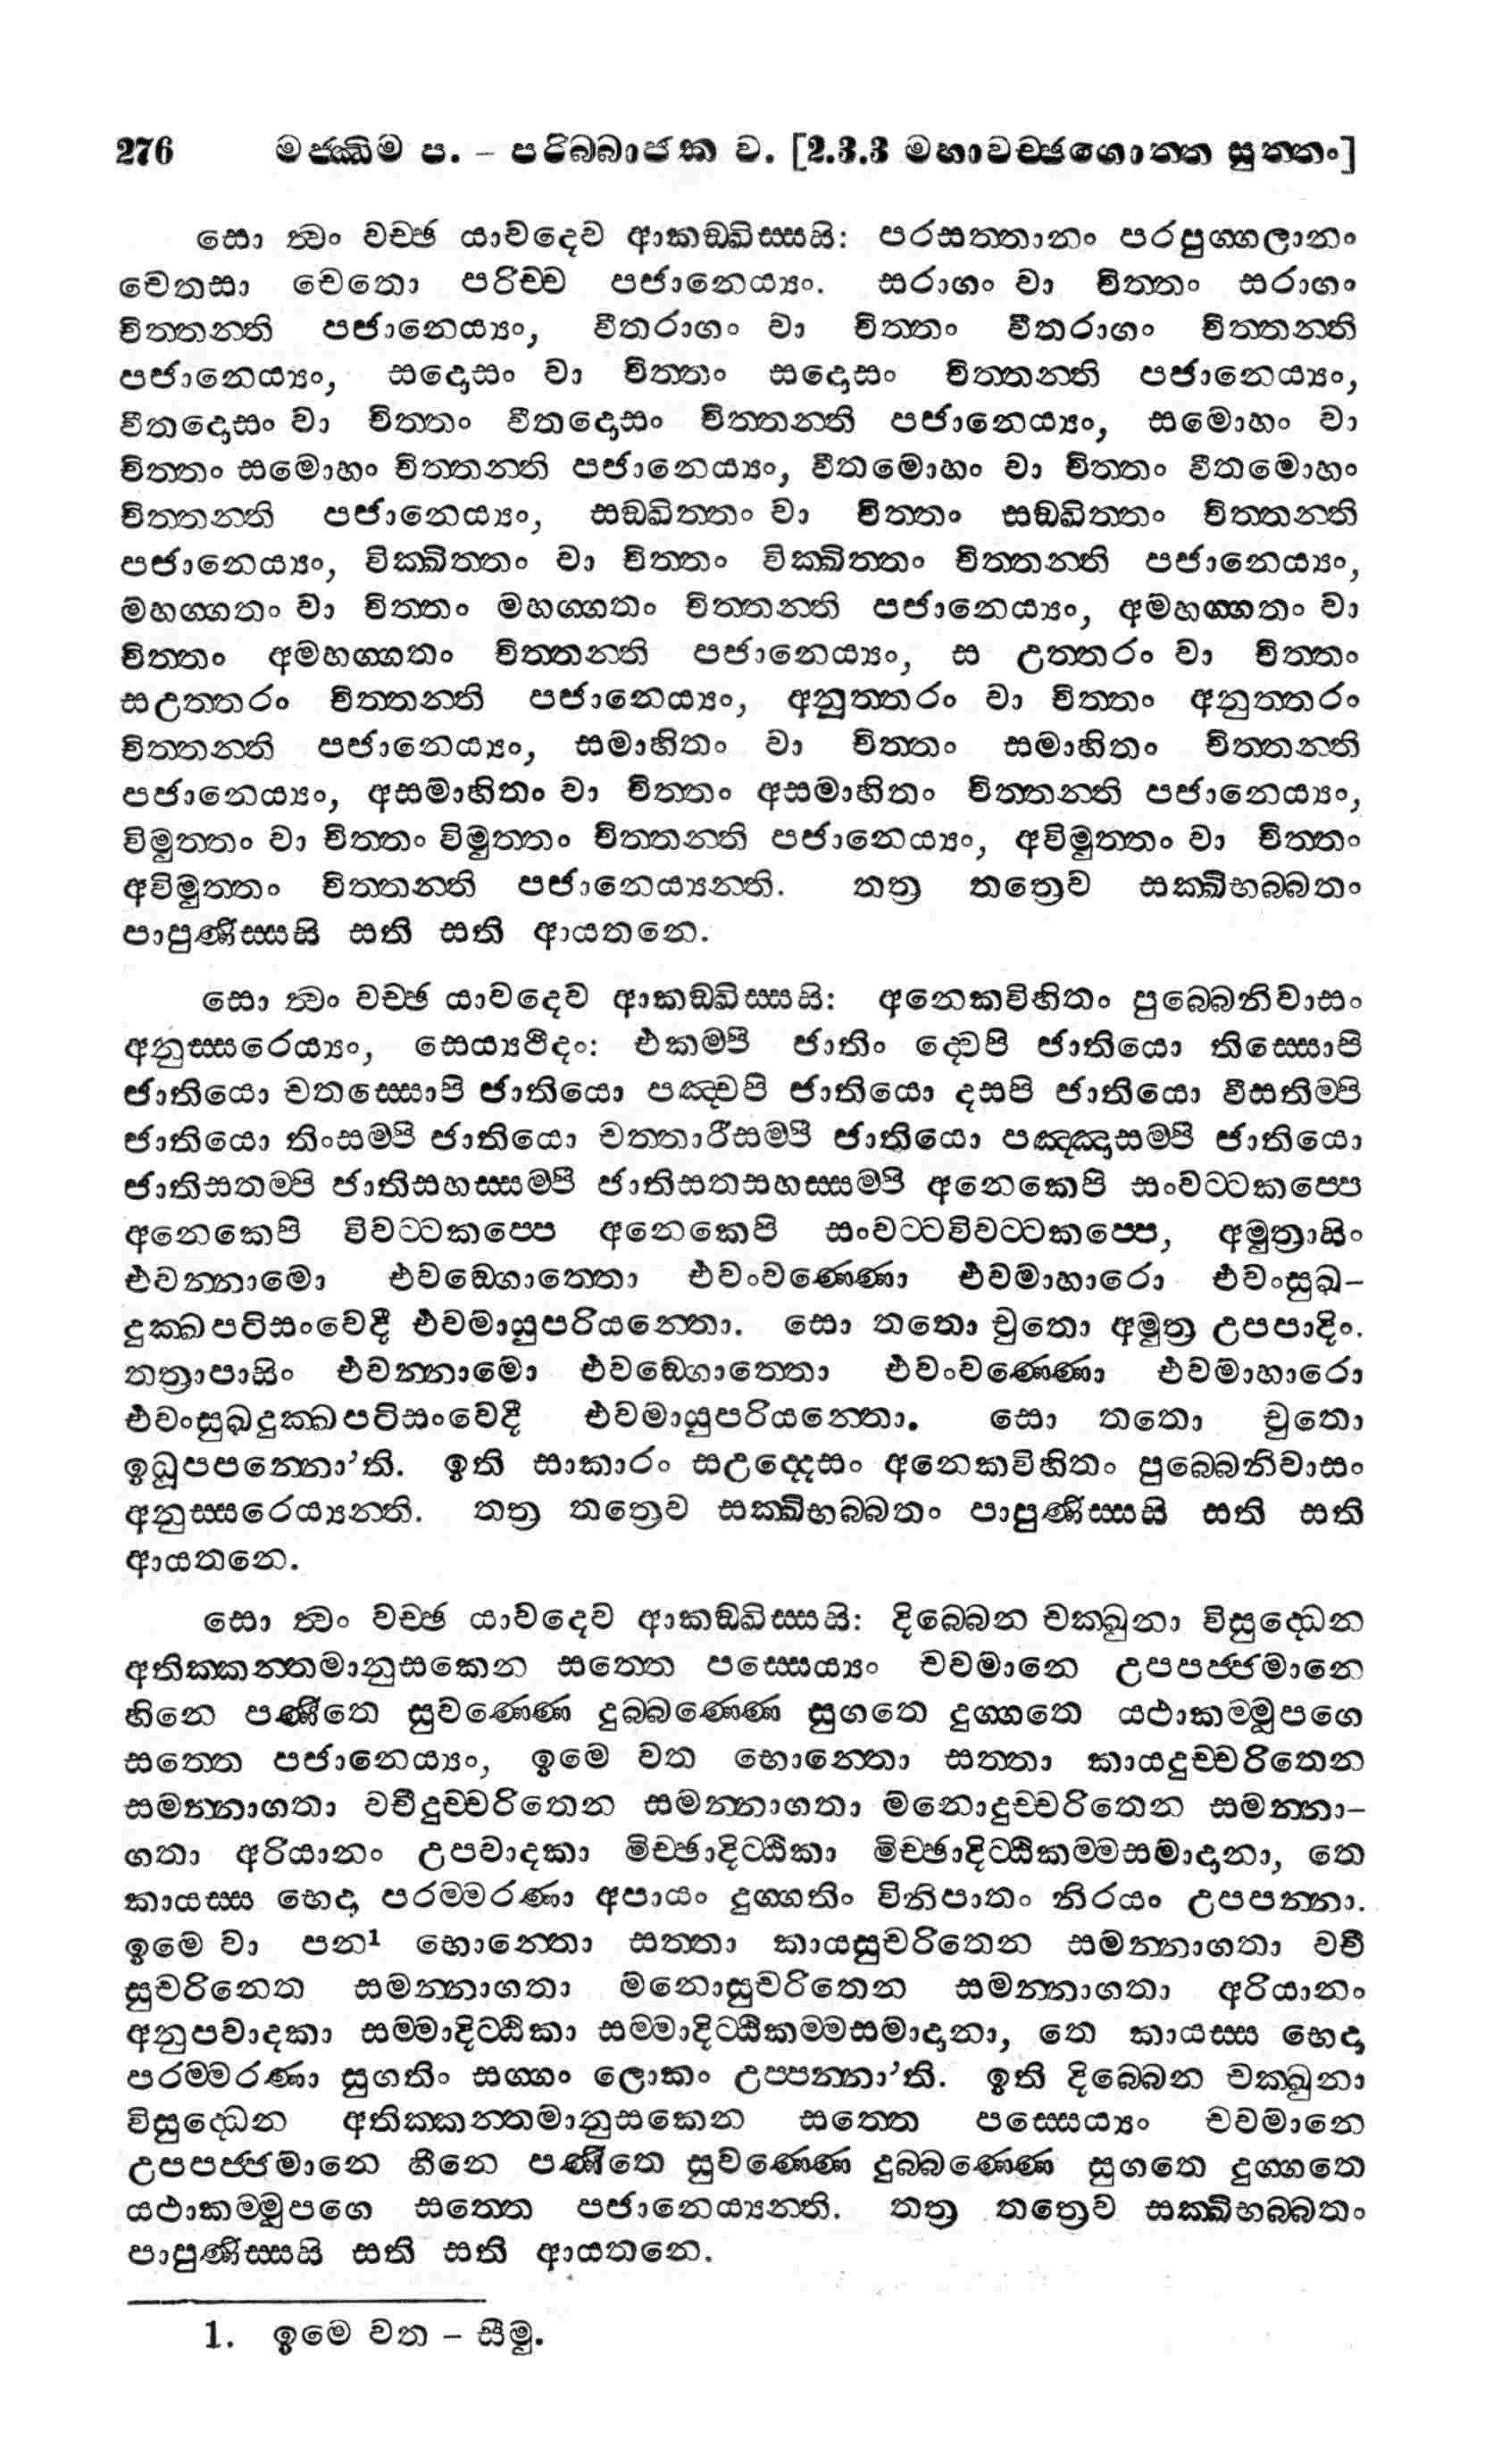 276 මජ්ඣිම ප. – පරිබ්බාජක ව. [2.3.3 මහාවච්ඡගොත්ත සුත්තං]
සො ත්වං වච්ඡ යාවදෙව ආකඞ්ඛිස්සසි: පරසත්තානං පරපුග්ගලානං
චෙතසා චෙතො පරිච්ච පජානෙය්‍යං. සරාගං වා චිත්තං සරාගං
චිත්තන්ති පජානෙය්‍යං, වීතරාගං වා චිත්තං වීතරාගං චිත්තන්ති
පජානෙය්‍යං, සදොසං වා චිත්තං සදොසං චිත්තන්ති පජානෙය්‍යං,
වීතදොසං වා චිත්තං වීතදොසං චිත්තන්ති පජානෙය්‍යං, සමොහං වා
චිත්තං සමොහං චිත්තන්ති පජානෙය්‍යං, වීතමොහං වා චිත්තං වීතමොහං
චිත්තන්ති පජානෙය්‍යං, සඞ්ඛිත්තං වා චිත්තං සඞ්ඛිත්තං චිත්තන්ති
පජානෙය්‍යං, වික්ඛිත්තං වා චිත්තං වික්ඛිත්තං චිත්තන්ති පජානෙය්‍යං,
මහග්ගතං වා චිත්තං මහග්ගතං චිත්තන්ති පජානෙය්‍යං, අමහග්ගතං වා
චිත්තං අමහග්ගතං චිත්තන්ති පජානෙය්‍යං, ස උත්තරං වා චිත්තං
සඋත්තරං චිත්තන්ති පජානෙය්‍යං, අනුත්තරං වා චිත්තං අනුත්තරං
චිත්තන්ති පජානෙය්‍යං, සමාහිතං වා චිත්තං සමාහිතං චිත්තන්ති
පජානෙය්‍යං, අසමාහිතං වා චිත්තං අසමාහිතං චිත්තන්ති පජානෙය්‍යං,
විමුත්තං වා චිත්තං විමුත්තං චිත්තන්ති පජානෙය්‍යං, අවිමුත්තං වා චිත්තං
අවිමුත්තං චිත්තන්ති පජානෙය්‍යන්ති. තත්‍ර තත්‍රෙව සක්ඛිභබ්බතං
පාපුණිස්සසි සති සති ආයතනෙ.
සො ත්වං වච්ඡ යාවදෙව ආකඞ්ඛිස්සසි: අනෙකවිහිතං පුබ්බෙනිවාසං
අනුස්සරෙය්‍යං, සෙය්‍යථීදං: එකම්පි ජාතිං ද්වෙපි ජාතියො තිස්සොපි
ජාතියො චතස්සොපි ජාතියො පඤ්චපි ජාතියො දසපි ජාතියො වීසතිම්පි
ජාතියො තිංසම්පි ජාතියො චත්තාරීසම්පි ජාතියො පඤ්ඤාසම්පි ජාතියො
ජාතිසතම්පි ජාතිසහස්සම්පි ජාතිසතසහස්සම්පි අනෙකෙපි සංවට්ටකප්පෙ
අනෙකෙපි විවට්ටකප්පෙ අනෙකෙපි සංවට්ටවිවට්ටකප්පෙ, අමුත්‍රාසිං
එවන්නාමො එවඞ්ගොත්තො එවංවණ්ණො එවමාහාරො එවංසුඛ–
දුක්ඛපටිසංවෙදී එවමායුපරියන්තො. සො තතො චුතො අමුත්‍ර උපපාදිං.
තත්‍රාපාසිං එවන්නාමො එවඞ්ගොත්තො එවංවණ්ණො එවමාහාරො
එවංසුඛදුක්ඛපටිසංවෙදී එවමායුපරියන්තො. සො තතො චුතො
ඉධූපපන්නො’ති. ඉති සාකාරං සඋද්දෙසං අනෙකවිහිතං පුබ්බෙනිවාසං
අනුස්සරෙය්‍යන්ති. තත්‍ර තත්‍රෙව සක්ඛිභබ්බතං පාපුණිස්සසි සති සති
ආයතනෙ.
සො ත්වං වච්ඡ යාවදෙව ආකඞ්ඛිස්සසි: දිබ්බෙන චක්ඛුනා විසුද්ධෙන
අතික්කන්තමානුසකෙන සත්තෙ පස්සෙය්‍යං චවමානෙ උපපජ්ජමානෙ
හීනෙ පණීතෙ සුවණ්ණෙ දුබ්බණ්ණෙ සුගතෙ දුග්ගතෙ යථාකම්මූපගෙ
සත්තෙ පජානෙය්‍යං, ඉමෙ වත භොන්තො සත්තා කායදුච්චරිතෙන
සමන්නාගතා වචීදුච්චරිතෙන සමන්නාගතා මනොදුච්චරිතෙන සමන්නා–
ගතා අරියානං උපවාදකා මිච්ඡාදිට්ඨිකා මිච්ඡාදිට්ඨිකම්මසමාදානා, තෙ
කායස්ස භෙදා පරම්මරණා අපායං දුග්ගතිං විනිපාතං නිරයං උපපන්නා.
ඉමෙ වා පන¹ භොන්තො සත්තා කායසුචරිතෙන සමන්නාගතා වචී
සුචරිනෙත සමන්නාගතා මනොසුචරිතෙන සමන්නාගතා අරියානං
අනුපවාදකා සම්මාදිට්ඨිකා සම්මාදිට්ඨිකම්මසමාදානා, තෙ කායස්ස භෙදා
පරම්මරණා සුගතිං සග්ගං ලොකං උප්පන්නා’ති. ඉති දිබ්බෙන චක්ඛුනා
විසුද්ධෙන අතික්කන්තමානුසකෙන සත්තෙ පස්සෙය්‍යං චවමානෙ
උපපජ්ජමානෙ හීනෙ පණීතෙ සුවණ්ණෙ දුබ්බණ්ණෙ සුගතෙ දුග්ගතෙ
යථාකම්මූපගෙ සත්තෙ පජානෙය්‍යන්ති. තත්‍ර තත්‍රෙව සක්ඛිභබ්බතං
පාපුණිස්සසි සති සති ආයතනෙ.
1. ඉමෙ වත – සීමු.